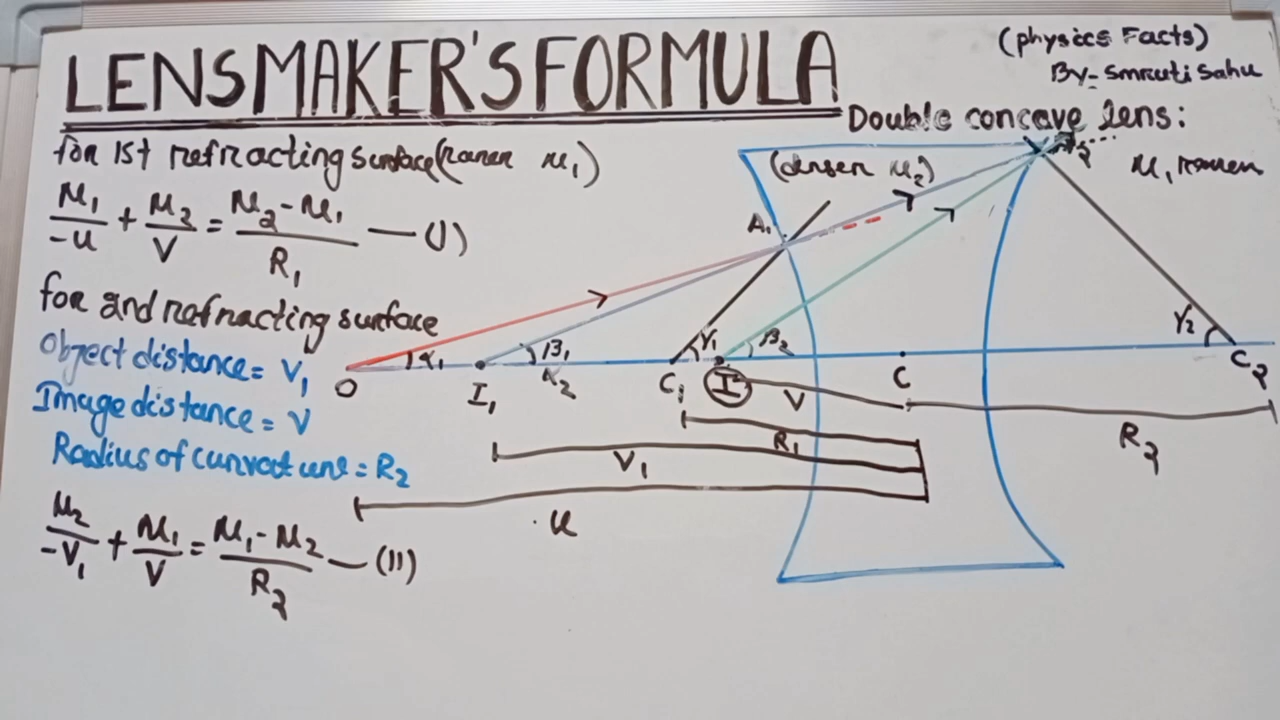 LENSMAKER'S FORMULA
(physics Facts)
By- Smruti Sahu
Double concave lens:
for 1st refracting surface (rarer μ₁)
μ₁/-u + μ₂/V = μ₂-μ₁/R₁ — (I)
for 2nd refracting surface
Object distance = V₁
Image distance = V
Radius of curvature = R₂
μ₂/-V₁ + μ₁/V = μ₁-μ₂/R₂ — (II)
(denser μ₂)
μ, rarer
A₁
O
α₁
I₁
β₁
α₂
C₁
γ₁
I
β₂
C
γ₂
C₂
V
R₁
V₁
u
R₂